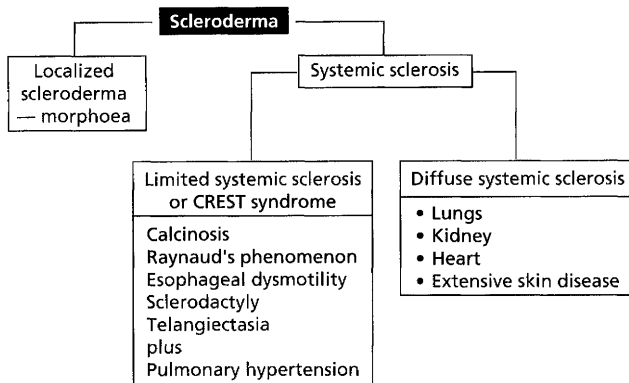 Scleroderma
Localized
scleroderma
— morphoea
Systemic sclerosis
Limited systemic sclerosis
or CREST syndrome
Calcinosis
Raynaud's phenomenon
Esophageal dysmotility
Sclerodactyly
Telangiectasia
plus
Pulmonary hypertension
Diffuse systemic sclerosis
• Lungs
• Kidney
• Heart
• Extensive skin disease